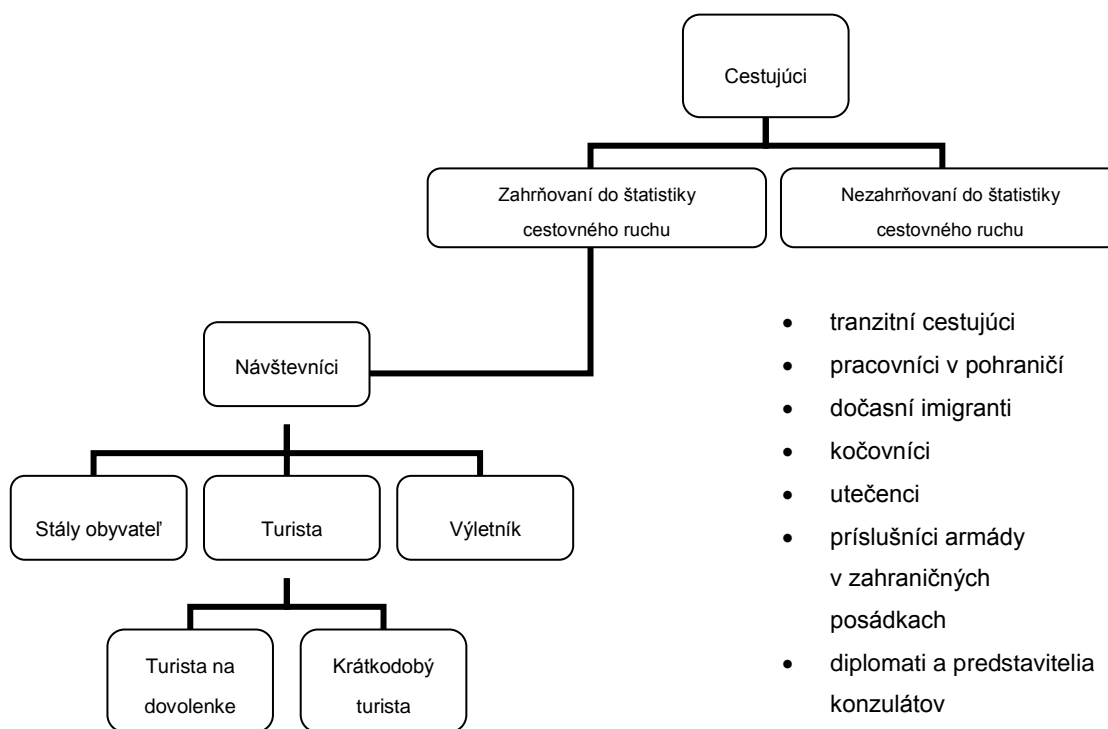 Cestujúci
Zahrňovaní do štatistiky
cestovného ruchu
Nezahrňovaní do štatistiky
cestovného ruchu
Návštevníci
Stály obyvateľ
Turista
Výletník
Turista na
dovolenke
Krátkodobý
turista
• tranzitní cestujúci
• pracovníci v pohraničí
• dočasní imigranti
• kočovníci
• utečenci
• príslušníci armády
v zahraničných
posádkach
• diplomati a predstavitelia
konzulátov